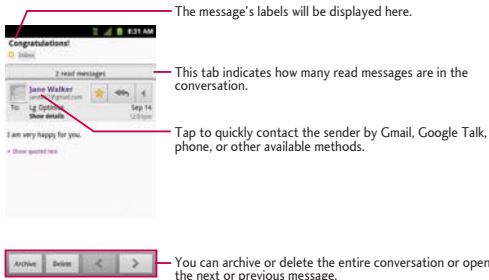 The message's labels will be displayed here.
8:31 AM
Congratulations!
Inbox
2 read messages
This tab indicates how many read messages are in the
conversation.
Jane Walker
To: Lg Optimus Sep 14
Show details
Tap to quickly contact the sender by Gmail, Google Talk,
phone, or other available methods.
I am very happy for you.
+ Show quoted text
Archive Delete
You can archive or delete the entire conversation or open
the next or previous message.